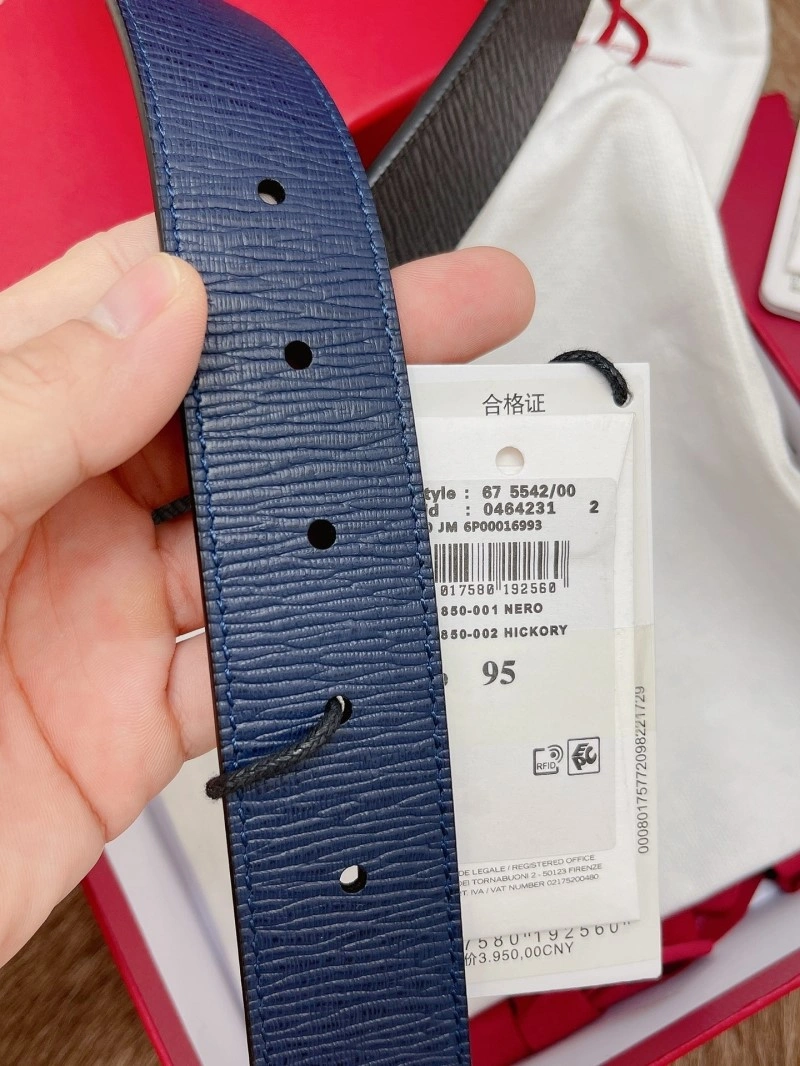 合格证
tyle : 67 5542/00
d : 0464231 2
JM 6P00016993
017580 192560
850-001 NERO
850-002 HICKORY
95
RFID
EPC
DE LEGALE / REGISTERED OFFICE
DEI TORNABUONI 2 - 50123 FIRENZE
T. IVA / VAT NUMBER 02175200480
7580"192560"
价3.950,00CNY
00080175772098221729